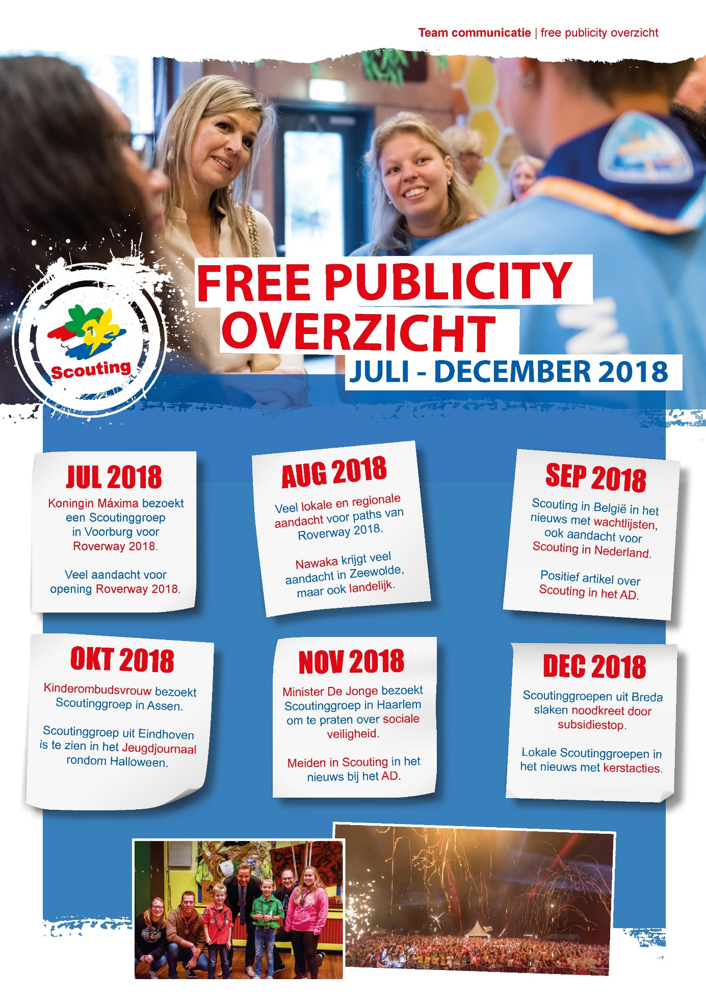 Team communicatie | free publicity overzicht
FREE PUBLICITY
OVERZICHT
JULI - DECEMBER 2018
Scouting
JUL 2018
Koningin Máxima bezoekt
een Scoutinggroep
in Voorburg voor
Roverway 2018.
Veel aandacht voor
opening Roverway 2018.
AUG 2018
Veel lokale en regionale
aandacht voor paths van
Roverway 2018.
Nawaka krijgt veel
aandacht in Zeewolde,
maar ook landelijk.
SEP 2018
Scouting in België in het
nieuws met wachtlijsten,
ook aandacht voor
Scouting in Nederland.
Positief artikel over
Scouting in het AD.
OKT 2018
Kinderombudsvrouw bezoekt
Scoutinggroep in Assen.
Scoutinggroep uit Eindhoven
is te zien in het Jeugdjournaal
rondom Halloween.
NOV 2018
Minister De Jonge bezoekt
Scoutinggroep in Haarlem
om te praten over sociale
veiligheid.
Meiden in Scouting in het
nieuws bij het AD.
DEC 2018
Scoutinggroepen uit Breda
slaken noodkreet door
subsidiestop.
Lokale Scoutinggroepen in
het nieuws met kerstacties.